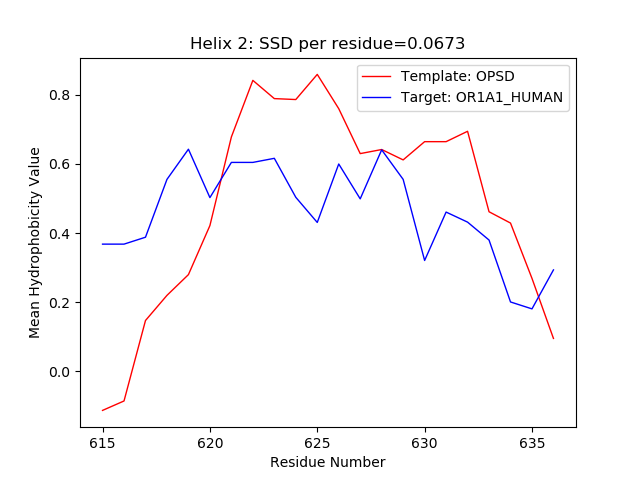 Helix 2: SSD per residue=0.0673
Template: OPSD
Target: OR1A1_HUMAN
Mean Hydrophobicity Value
0.8
0.6
0.4
0.2
0.0
615
620
625
630
635
Residue Number